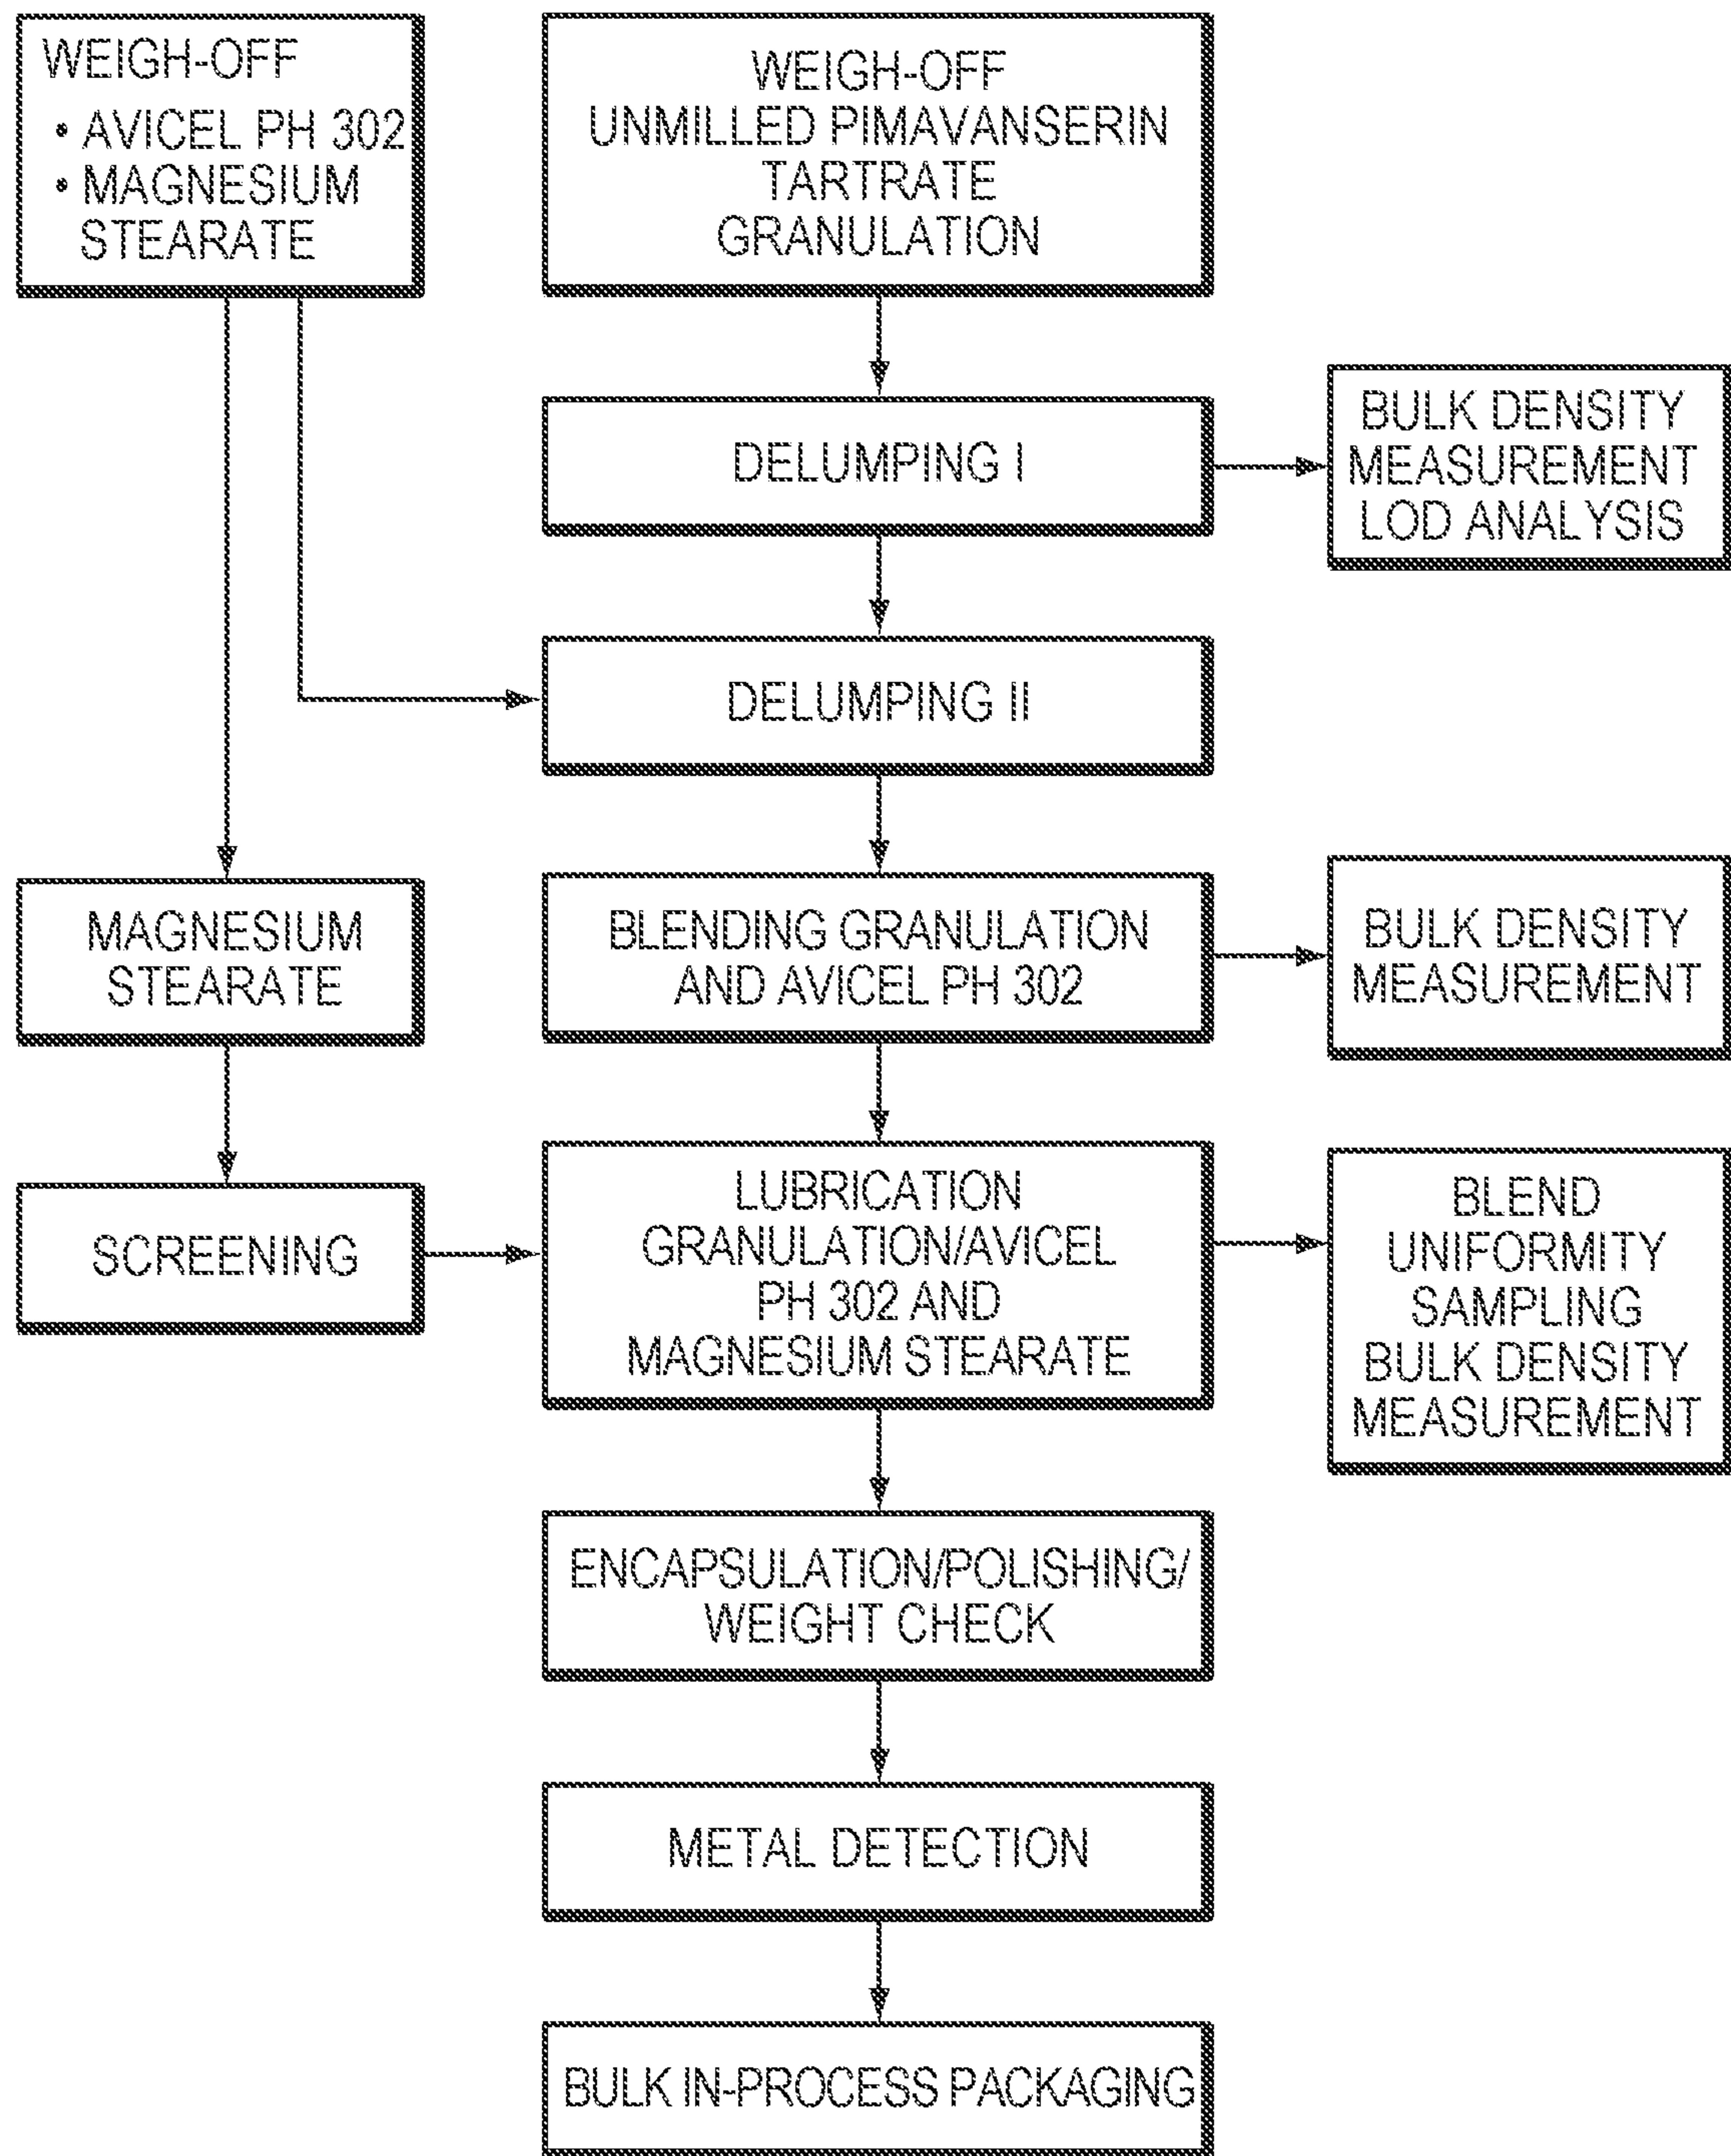 WEIGH-OFF
• AVICEL PH 302
• MAGNESIUM
STEARATE
WEIGH-OFF
UNMILLED PIMAVANSERIN
TARTRATE
GRANULATION
DELUMPING I
BULK DENSITY
MEASUREMENT
LOD ANALYSIS
DELUMPING II
MAGNESIUM
STEARATE
BLENDING GRANULATION
AND AVICEL PH 302
BULK DENSITY
MEASUREMENT
SCREENING
LUBRICATION
GRANULATION/AVICEL
PH 302 AND
MAGNESIUM STEARATE
BLEND
UNIFORMITY
SAMPLING
BULK DENSITY
MEASUREMENT
ENCAPSULATION/POLISHING/
WEIGHT CHECK
METAL DETECTION
BULK IN-PROCESS PACKAGING